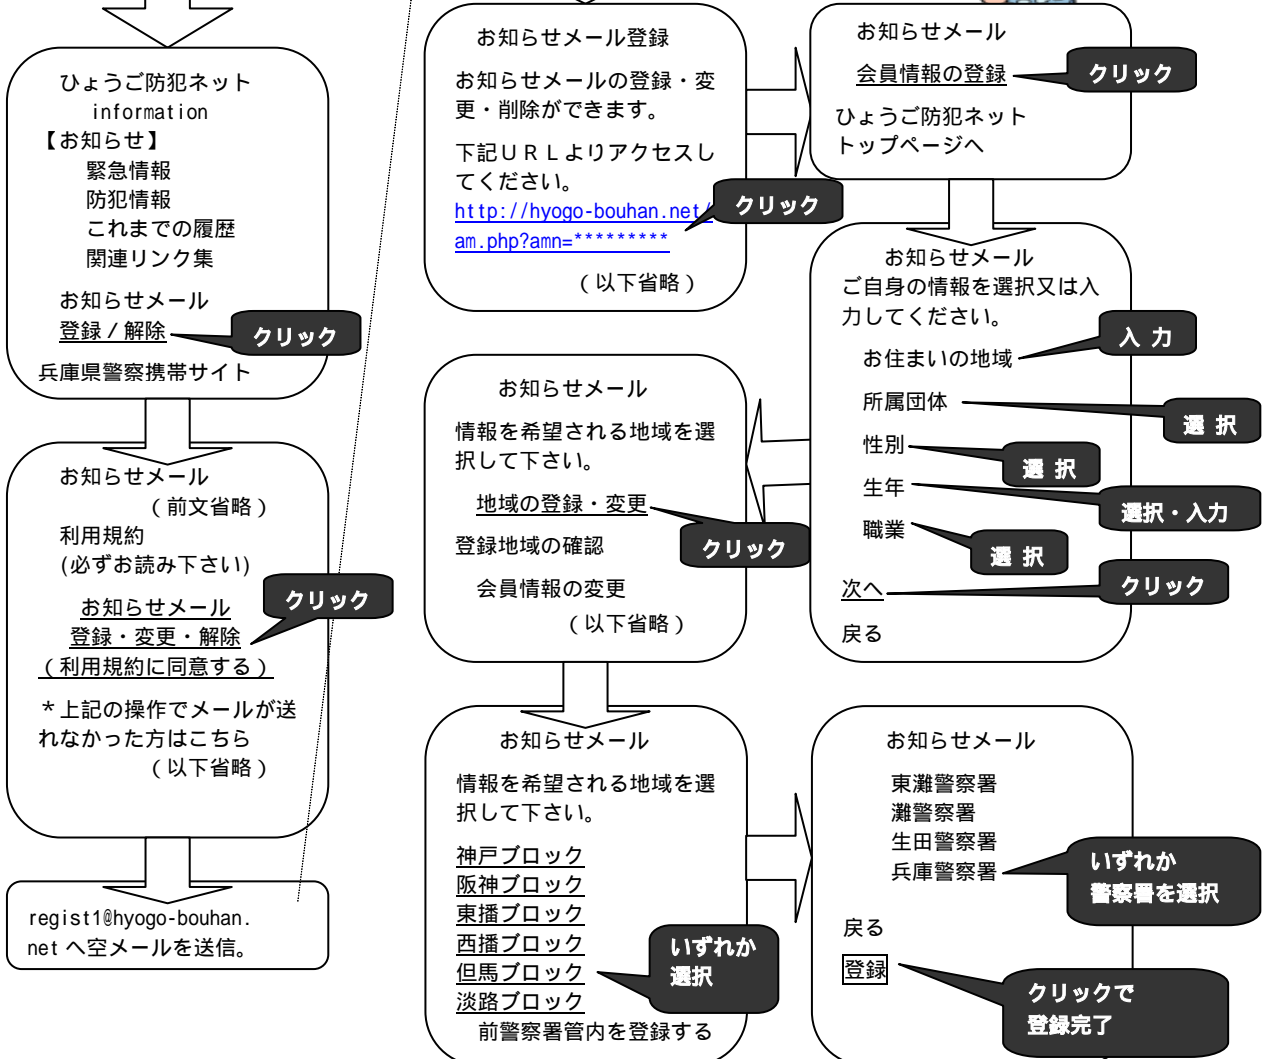 ひょうご防犯ネット
information
【お知らせ】
緊急情報
防犯情報
これまでの履歴
関連リンク集
お知らせメール
登録/解除
クリック
兵庫県警察携帯サイト
お知らせメール
(前文省略)
利用規約
(必ずお読み下さい)
お知らせメール
クリック
登録・変更・解除
(利用規約に同意する)
*上記の操作でメールが送
れなかった方はこちら
(以下省略)
regist1@hyogo-bouhan.
net へ空メールを送信。
お知らせメール登録
お知らせメールの登録・変
更・削除ができます。
下記URLよりアクセスし
てください。
http://hyogo-bouhan.net/
am.php?amn=*********
クリック
(以下省略)
お知らせメール
会員情報の登録
クリック
ひょうご防犯ネット
トップページへ
お知らせメール
ご自身の情報を選択又は入
力してください。
入 力
お住まいの地域
所属団体
選 択
性別
選 択
生年
選択・入力
職業
選 択
次へ
クリック
戻る
お知らせメール
情報を希望される地域を選
択して下さい。
地域の登録・変更
クリック
登録地域の確認
会員情報の変更
(以下省略)
お知らせメール
情報を希望される地域を選
択して下さい。
神戸ブロック
阪神ブロック
東播ブロック
西播ブロック
但馬ブロック
淡路ブロック
いずれか
選択
前警察署管内を登録する
お知らせメール
東灘警察署
灘警察署
生田警察署
兵庫警察署
いずれか
警察署を選択
戻る
登録
クリックで
登録完了